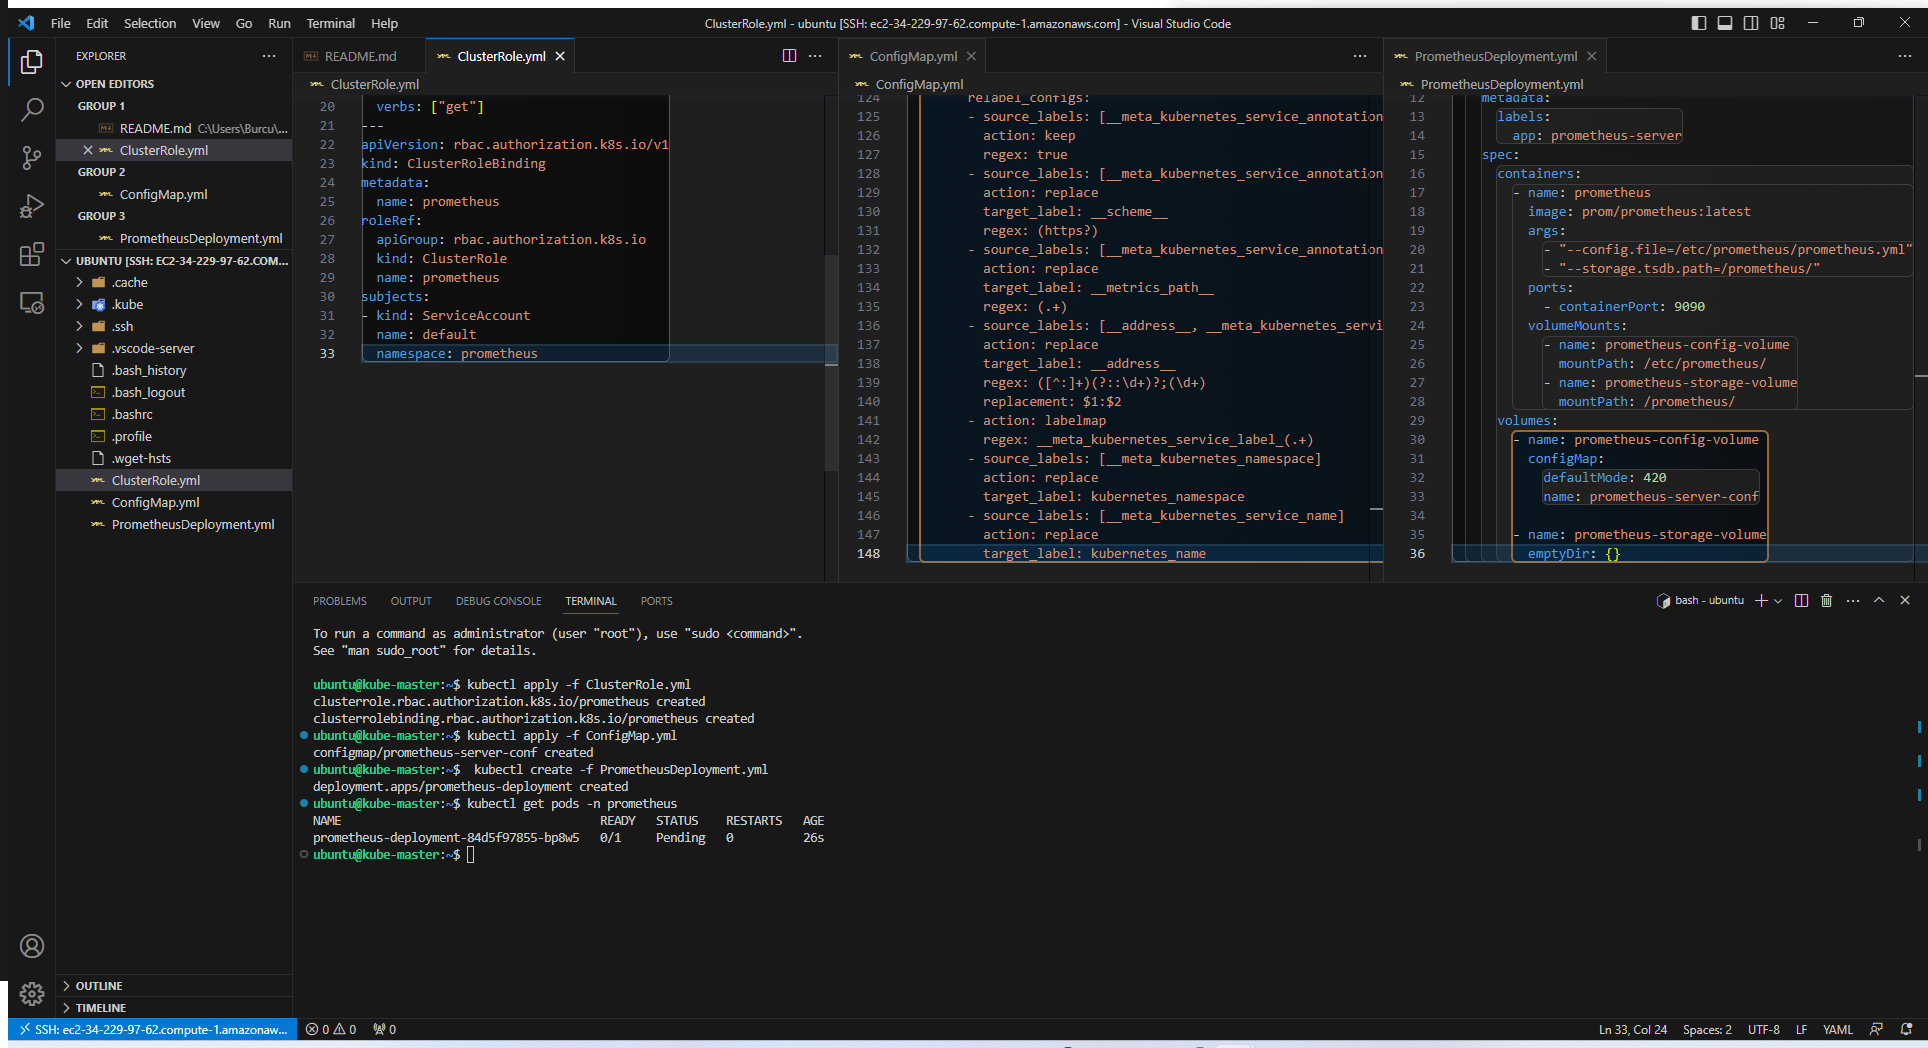 File Edit Selection View Go Run Terminal Help
ClusterRole.yml - ubuntu [SSH: ec2-34-229-97-62.compute-1.amazonaws.com] - Visual Studio Code
EXPLORER
OPEN EDITORS
GROUP 1
README.md C:\Users\Burcu\...
ClusterRole.yml
GROUP 2
ConfigMap.yml
GROUP 3
PrometheusDeployment.yml
UBUNTU [SSH: EC2-34-229-97-62.COM...
.cache
.kube
.ssh
.vscode-server
.bash_history
.bash_logout
.bashrc
.profile
.wget-hsts
ClusterRole.yml
ConfigMap.yml
PrometheusDeployment.yml
OUTLINE
TIMELINE
README.md
ClusterRole.yml
ClusterRole.yml
20 verbs: ["get"]
21 ---
22 apiVersion: rbac.authorization.k8s.io/v1
23 kind: ClusterRoleBinding
24 metadata:
25 name: prometheus
26 roleRef:
27 apiGroup: rbac.authorization.k8s.io
28 kind: ClusterRole
29 name: prometheus
30 subjects:
31 - kind: ServiceAccount
32 name: default
33 namespace: prometheus
ConfigMap.yml
ConfigMap.yml
124 relabel_configs:
125 - source_labels: [__meta_kubernetes_service_annotation
126 action: keep
127 regex: true
128 - source_labels: [__meta_kubernetes_service_annotation
129 action: replace
130 target_label: __scheme__
131 regex: (https?)
132 - source_labels: [__meta_kubernetes_service_annotation
133 action: replace
134 target_label: __metrics_path__
135 regex: (.+)
136 - source_labels: [__address__, __meta_kubernetes_servi
137 action: replace
138 target_label: __address__
139 regex: ([^:]+)(?::\d+)?;(\d+)
140 replacement: $1:$2
141 - action: labelmap
142 regex: __meta_kubernetes_service_label_(.+)
143 - source_labels: [__meta_kubernetes_namespace]
144 action: replace
145 target_label: kubernetes_namespace
146 - source_labels: [__meta_kubernetes_service_name]
147 action: replace
148 target_label: kubernetes_name
PrometheusDeployment.yml
PrometheusDeployment.yml
12 metadata:
13 labels:
14 app: prometheus-server
15 spec:
16 containers:
17 - name: prometheus
18 image: prom/prometheus:latest
19 args:
20 - "--config.file=/etc/prometheus/prometheus.yml"
21 - "--storage.tsdb.path=/prometheus/"
22 ports:
23 - containerPort: 9090
24 volumeMounts:
25 - name: prometheus-config-volume
26 mountPath: /etc/prometheus/
27 - name: prometheus-storage-volume
28 mountPath: /prometheus/
29 volumes:
30 - name: prometheus-config-volume
31 configMap:
32 defaultMode: 420
33 name: prometheus-server-conf
34
35 - name: prometheus-storage-volume
36 emptyDir: {}
PROBLEMS OUTPUT DEBUG CONSOLE TERMINAL PORTS
bash - ubuntu
To run a command as administrator (user "root"), use "sudo <command>".
See "man sudo_root" for details.
ubuntu@kube-master:~$ kubectl apply -f ClusterRole.yml
clusterrole.rbac.authorization.k8s.io/prometheus created
clusterrolebinding.rbac.authorization.k8s.io/prometheus created
ubuntu@kube-master:~$ kubectl apply -f ConfigMap.yml
configmap/prometheus-server-conf created
ubuntu@kube-master:~$  kubectl create -f PrometheusDeployment.yml
deployment.apps/prometheus-deployment created
ubuntu@kube-master:~$ kubectl get pods -n prometheus
NAME READY STATUS RESTARTS AGE
prometheus-deployment-84d5f97855-bp8w5 0/1 Pending 0 26s
ubuntu@kube-master:~$
SSH: ec2-34-229-97-62.compute-1.amazonaw... 0 0 0
Ln 33, Col 24 Spaces: 2 UTF-8 LF YAML